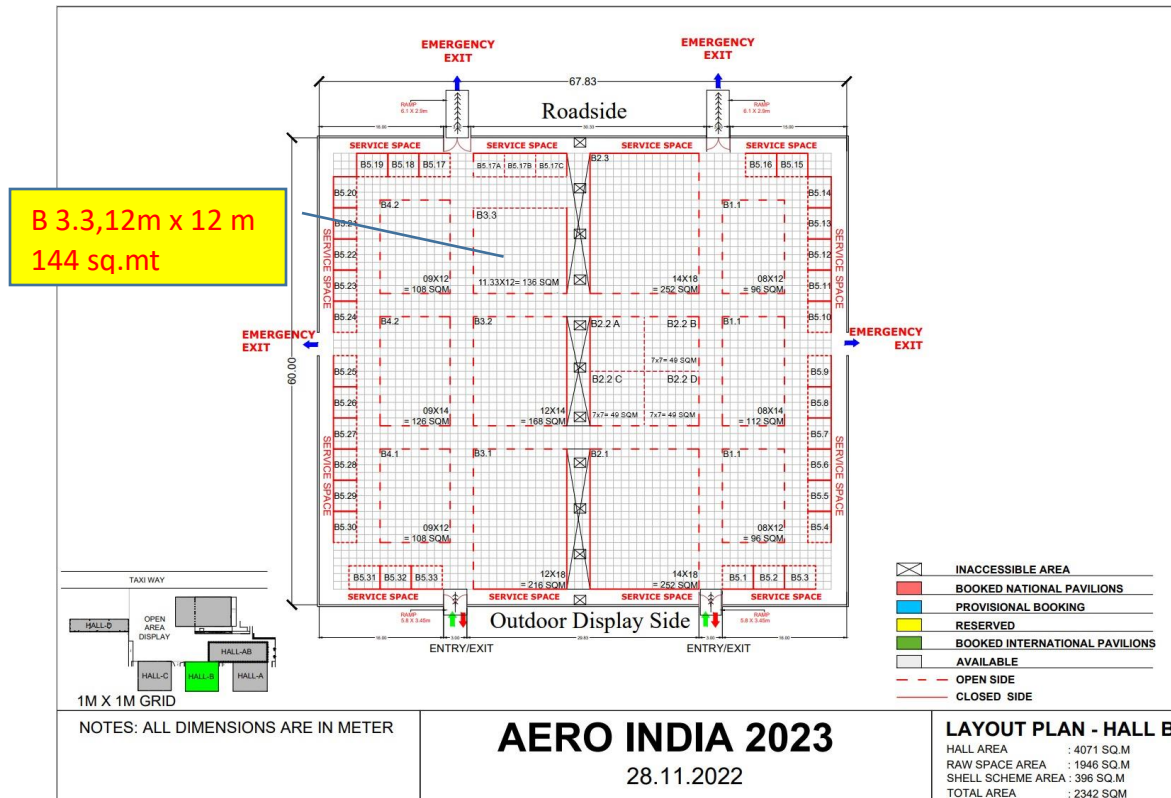 EMERGENCY
EXIT
EMERGENCY
EXIT
67.83
RAMP
6.1 X 2.9m
Roadside
RAMP
6.1 X 2.9m
SERVICE SPACE
SERVICE SPACE
SERVICE SPACE
SERVICE SPACE
B5.19 B5.18 B5.17
B5.17A B5.17B B5.17C
B2.3
B5.16 B5.15
B 3.3,12m x 12 m
144 sq.mt
B5.20
B5.22
B5.23
B5.24
SERVICE SPACE
B4.2
09X12
= 108 SQM
B3.3
11.33X12= 136 SQM
14X18
= 252 SQM
B1.1
08X12
= 96 SQM
B5.14
B5.13
B5.12
B5.11
B5.10
SERVICE SPACE
EMERGENCY
EXIT
EMERGENCY
EXIT
60.00
B4.2
09X14
= 126 SQM
B3.2
12X14
= 168 SQM
B2.2 A
B2.2 B
7x7= 49 SQM
B2.2 C
B2.2 D
7x7= 49 SQM
7x7= 49 SQM
B1.1
08X14
= 112 SQM
B5.25
B5.26
B5.27
B5.28
B5.29
B5.30
SERVICE SPACE
B5.9
B5.8
B5.7
B5.6
B5.5
B5.4
SERVICE SPACE
B4.1
09X12
= 108 SQM
B3.1
12X18
= 216 SQM
B2.1
14X18
= 252 SQM
B1.1
08X12
= 96 SQM
B5.31 B5.32 B5.33
B5.1 B5.2 B5.3
SERVICE SPACE
SERVICE SPACE
SERVICE SPACE
SERVICE SPACE
RAMP
5.8 X 3.45m
Outdoor Display Side
RAMP
5.8 X 3.45m
ENTRY/EXIT
ENTRY/EXIT
TAXI WAY
HALL-D
OPEN
AREA
DISPLAY
HALL-AB
HALL-C
HALL-B
HALL-A
1M X 1M GRID
INACCESSIBLE AREA
BOOKED NATIONAL PAVILIONS
PROVISIONAL BOOKING
RESERVED
BOOKED INTERNATIONAL PAVILIONS
AVAILABLE
OPEN SIDE
CLOSED SIDE
NOTES: ALL DIMENSIONS ARE IN METER
AERO INDIA 2023
28.11.2022
LAYOUT PLAN - HALL B
HALL AREA : 4071 SQ.M
RAW SPACE AREA : 1946 SQ.M
SHELL SCHEME AREA : 396 SQ.M
TOTAL AREA : 2342 SQM